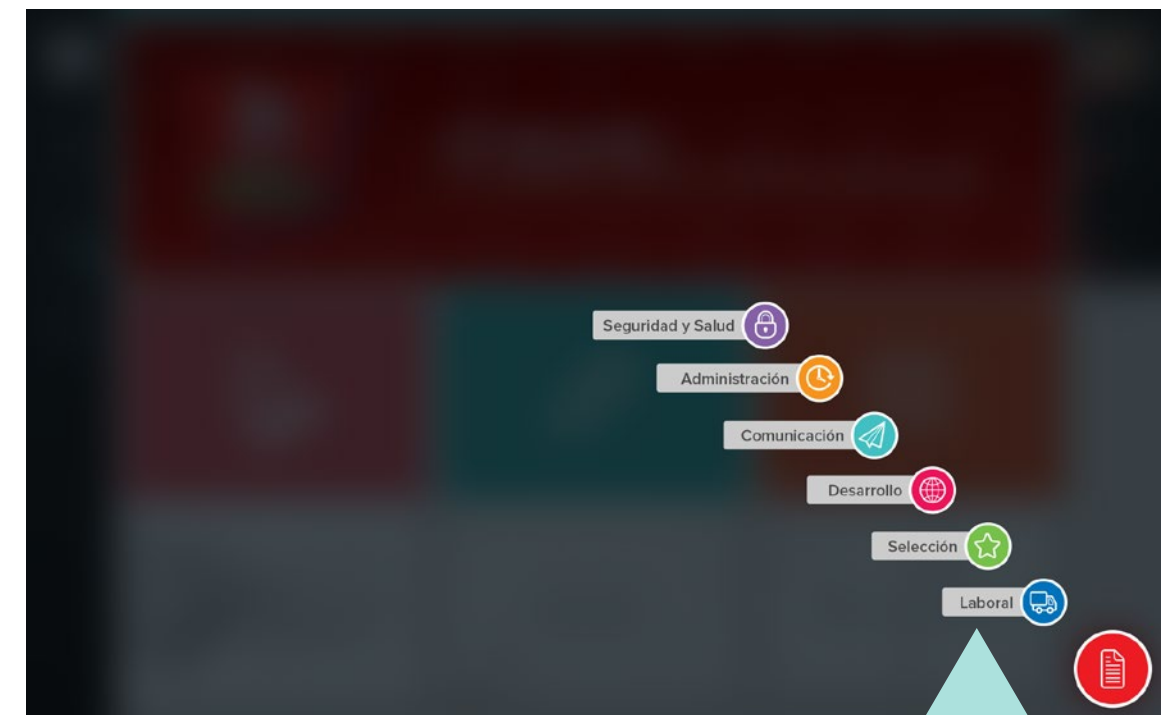 Seguridad y Salud
Administración
Comunicación
Desarrollo
Selección
Laboral